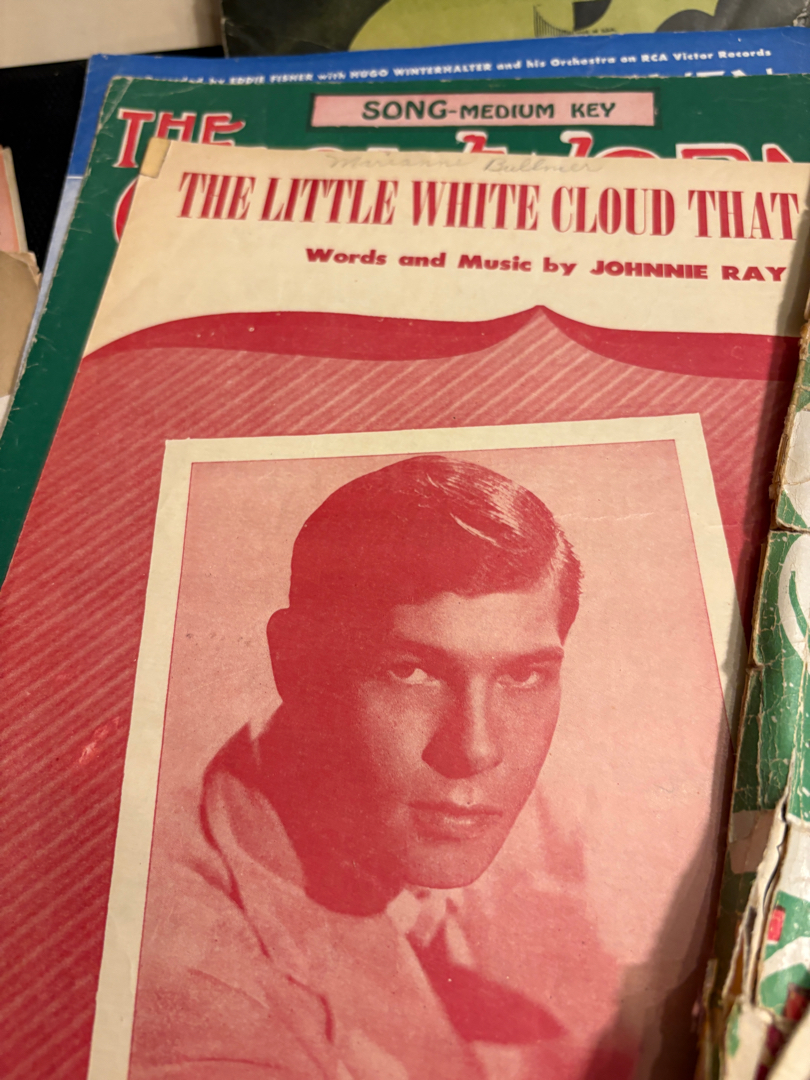 Recorded by EDDIE FISHER with HUGO WINTERHALTER and his Orchestra on RCA Victor Records
SONG-MEDIUM KEY
THE
Marianne Bullmer
THE LITTLE WHITE CLOUD THAT
Words and Music by JOHNNIE RAY